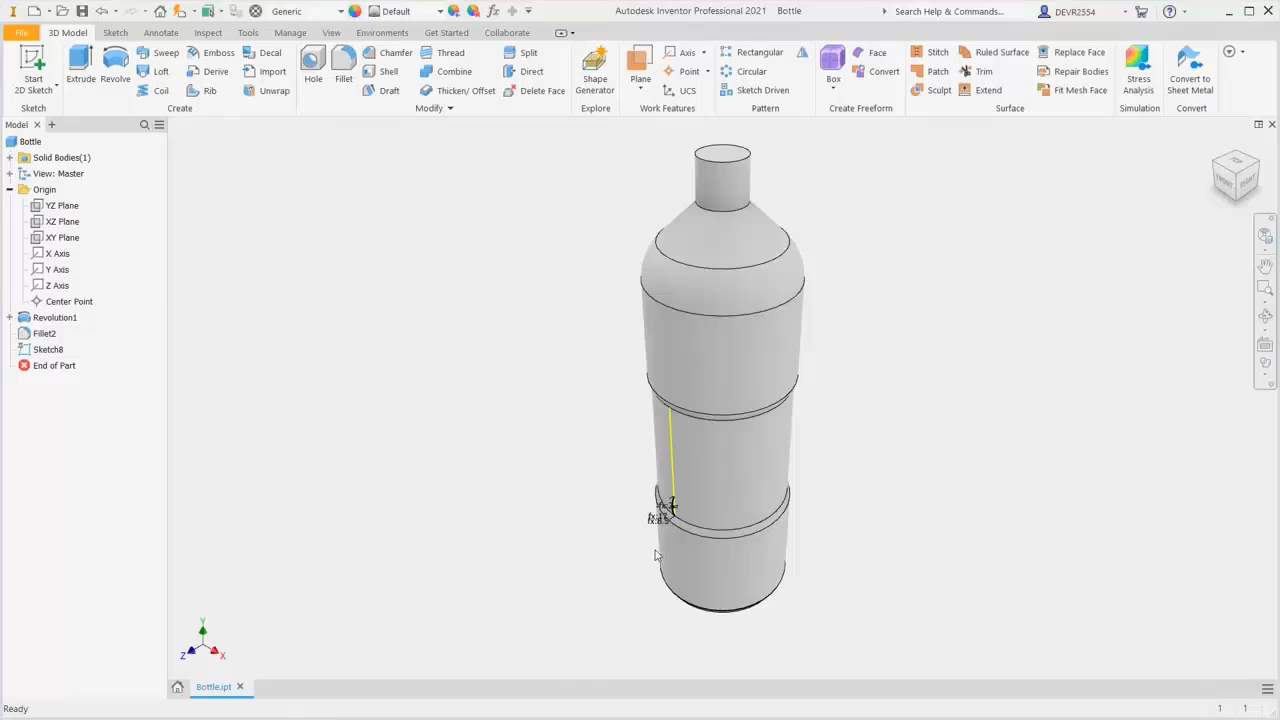 Generic Default Autodesk Inventor Professional 2021 Bottle Search Help & Commands... DEVR2554
File 3D Model Sketch Annotate Inspect Tools Manage View Environments Get Started Collaborate
Start 2D Sketch Extrude Revolve Sweep Emboss Decal Hole Fillet Chamfer Thread Split Shape Generator Plane Axis Rectangular Box Face Stitch Ruled Surface Replace Face Stress Analysis Convert to Sheet Metal
Loft Derive Import Shell Combine Direct Point Circular Convert Patch Trim Repair Bodies
Coil Rib Unwrap Draft Thicken/ Offset Delete Face UCS Sketch Driven Sculpt Extend Fit Mesh Face
Sketch Create Modify Explore Work Features Pattern Create Freeform Surface Simulation Convert
Model
Bottle
Solid Bodies(1)
View: Master
Origin
YZ Plane
XZ Plane
XY Plane
X Axis
Y Axis
Z Axis
Center Point
Revolution1
Fillet2
Sketch8
End of Part
TOP
FRONT RIGHT
Y
Z X
Bottle.ipt
Ready 1 1